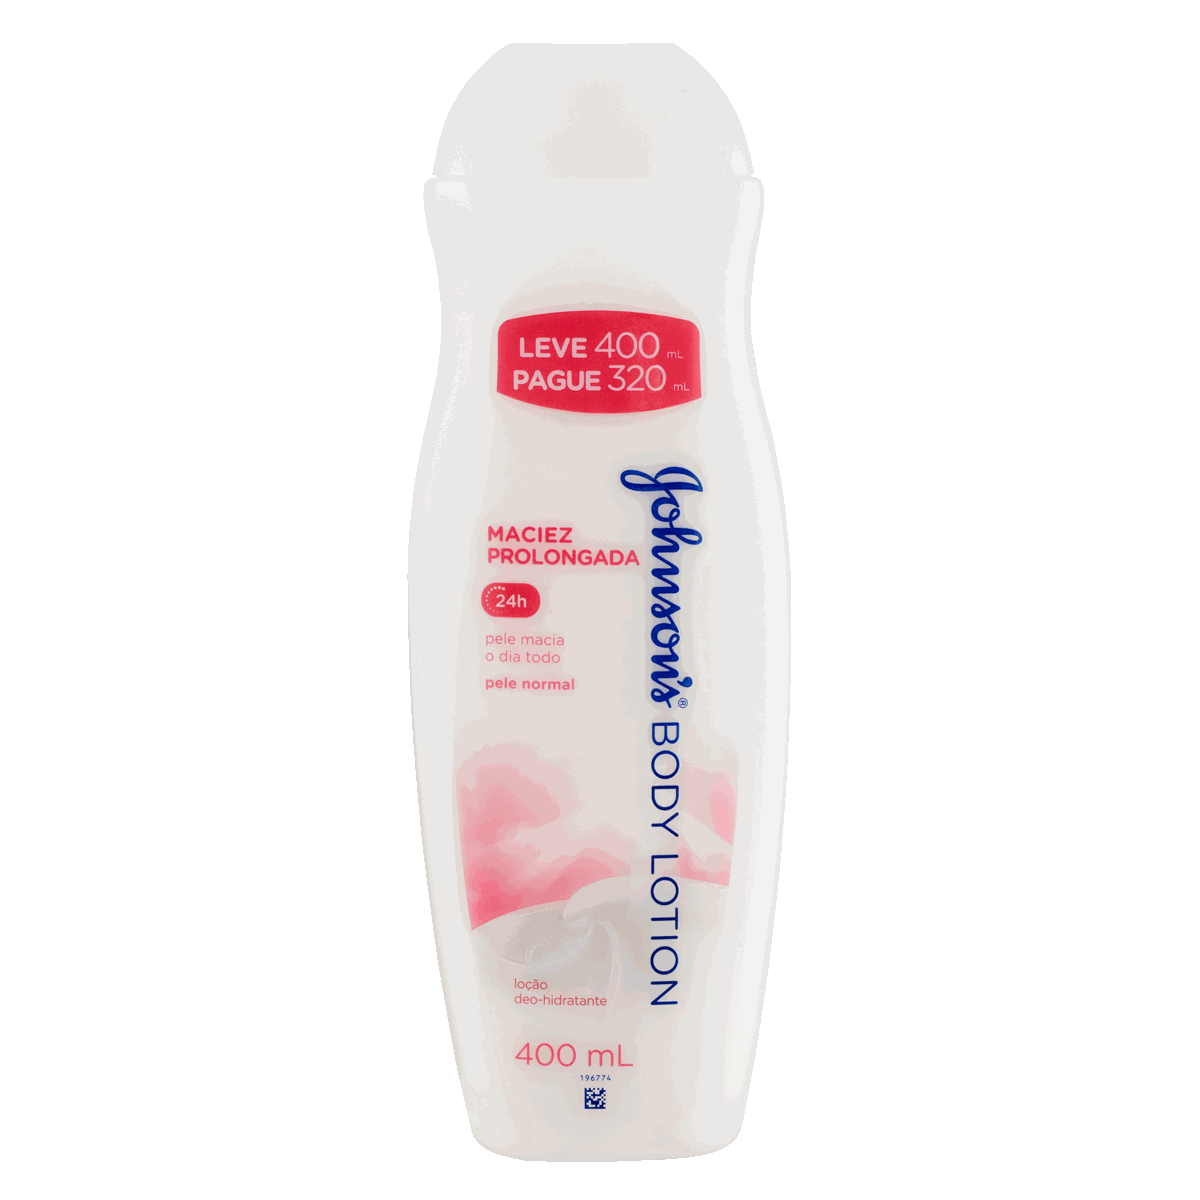 LEVE 400 mL
PAGUE 320 mL
Johnson's® BODY LOTION
MACIEZ
PROLONGADA
24h
pele macia
o dia todo
pele normal
loção
deo-hidratante
400 mL
196774